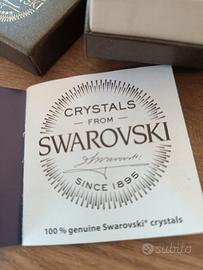 CRYSTALS
FROM
SWAROVSKI
SINCE 1895
100% genuine Swarovski® crystals
subito